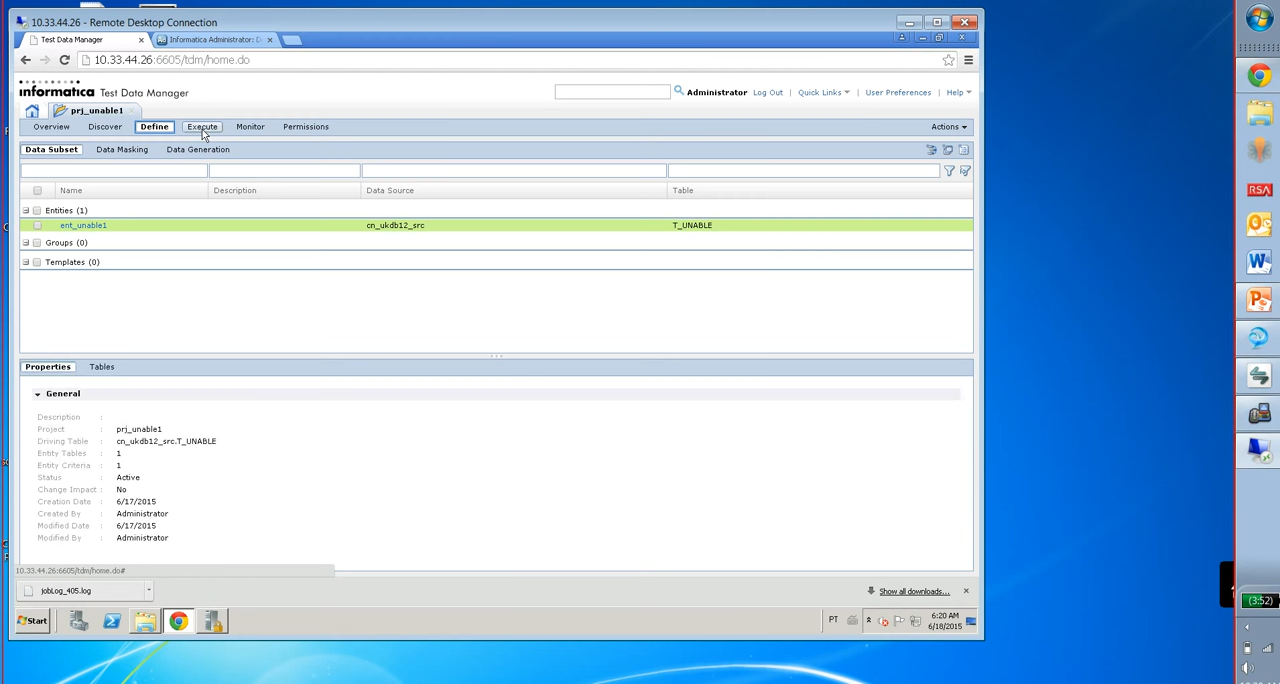 10.33.44.26 - Remote Desktop Connection
Test Data Manager
Informatica Administrator: D
10.33.44.26:6605/tdm/home.do
informatica Test Data Manager
Administrator Log Out | Quick Links | User Preferences | Help
prj_unable1
Overview Discover Define Execute Monitor Permissions Actions
Data Subset Data Masking Data Generation
Name Description Data Source Table
Entities (1)
ent_unable1 cn_ukdb12_src T_UNABLE
Groups (0)
Templates (0)
Properties Tables
General
Description :
Project : prj_unable1
Driving Table : cn_ukdb12_src.T_UNABLE
Entity Tables : 1
Entity Criteria : 1
Status : Active
Change Impact : No
Creation Date : 6/17/2015
Created By : Administrator
Modified Date : 6/17/2015
Modified By : Administrator
10.33.44.26:6605/tdm/home.do#
jobLog_405.log
Show all downloads...
Start
PT
6:20 AM
6/18/2015
RSA
(3:52)